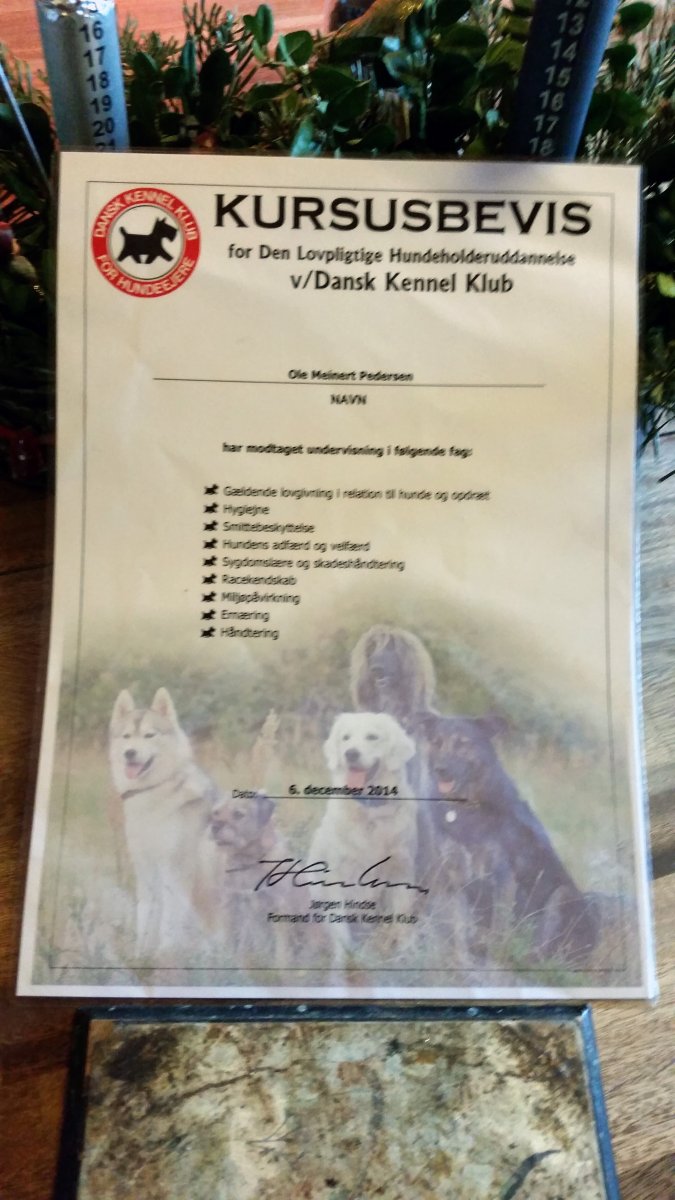 16
17
18
19
20
21
12
13
14
15
16
17
18
DANSK KENNEL KLUB
FOR HUNDEEJERE
KURSUSBEVIS
for Den Lovpligtige Hundeholderuddannelse
v/Dansk Kennel Klub
Ole Meinert Pedersen
NAVN
har modtaget undervisning i følgende fag:
Gældende lovgivning i relation til hunde og opdræt
Hygiejne
Smittebeskyttelse
Hundens adfærd og velfærd
Sygdomslære og skadeshåndtering
Racekendskab
Miljøpåvirkning
Ernæring
Håndtering
Dato: 6. december 2014
Jørgen Hindse
Formand for Dansk Kennel Klub